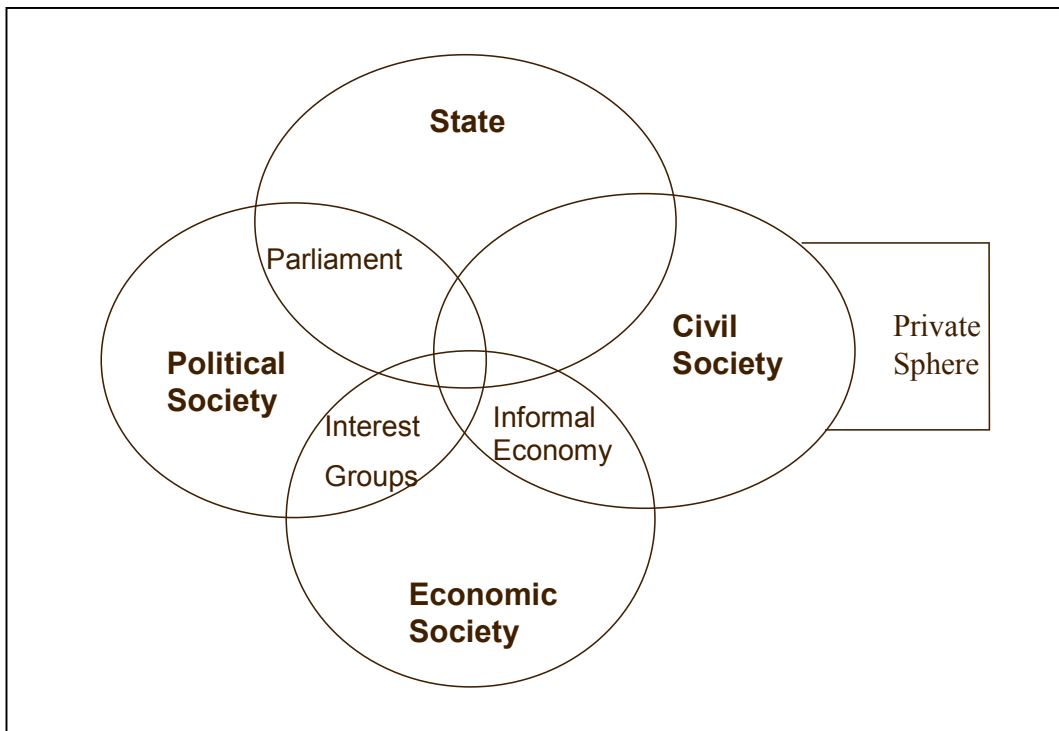 State
Parliament
Civil
Society
Private
Sphere
Political
Society
Interest
Groups
Informal
Economy
Economic
Society